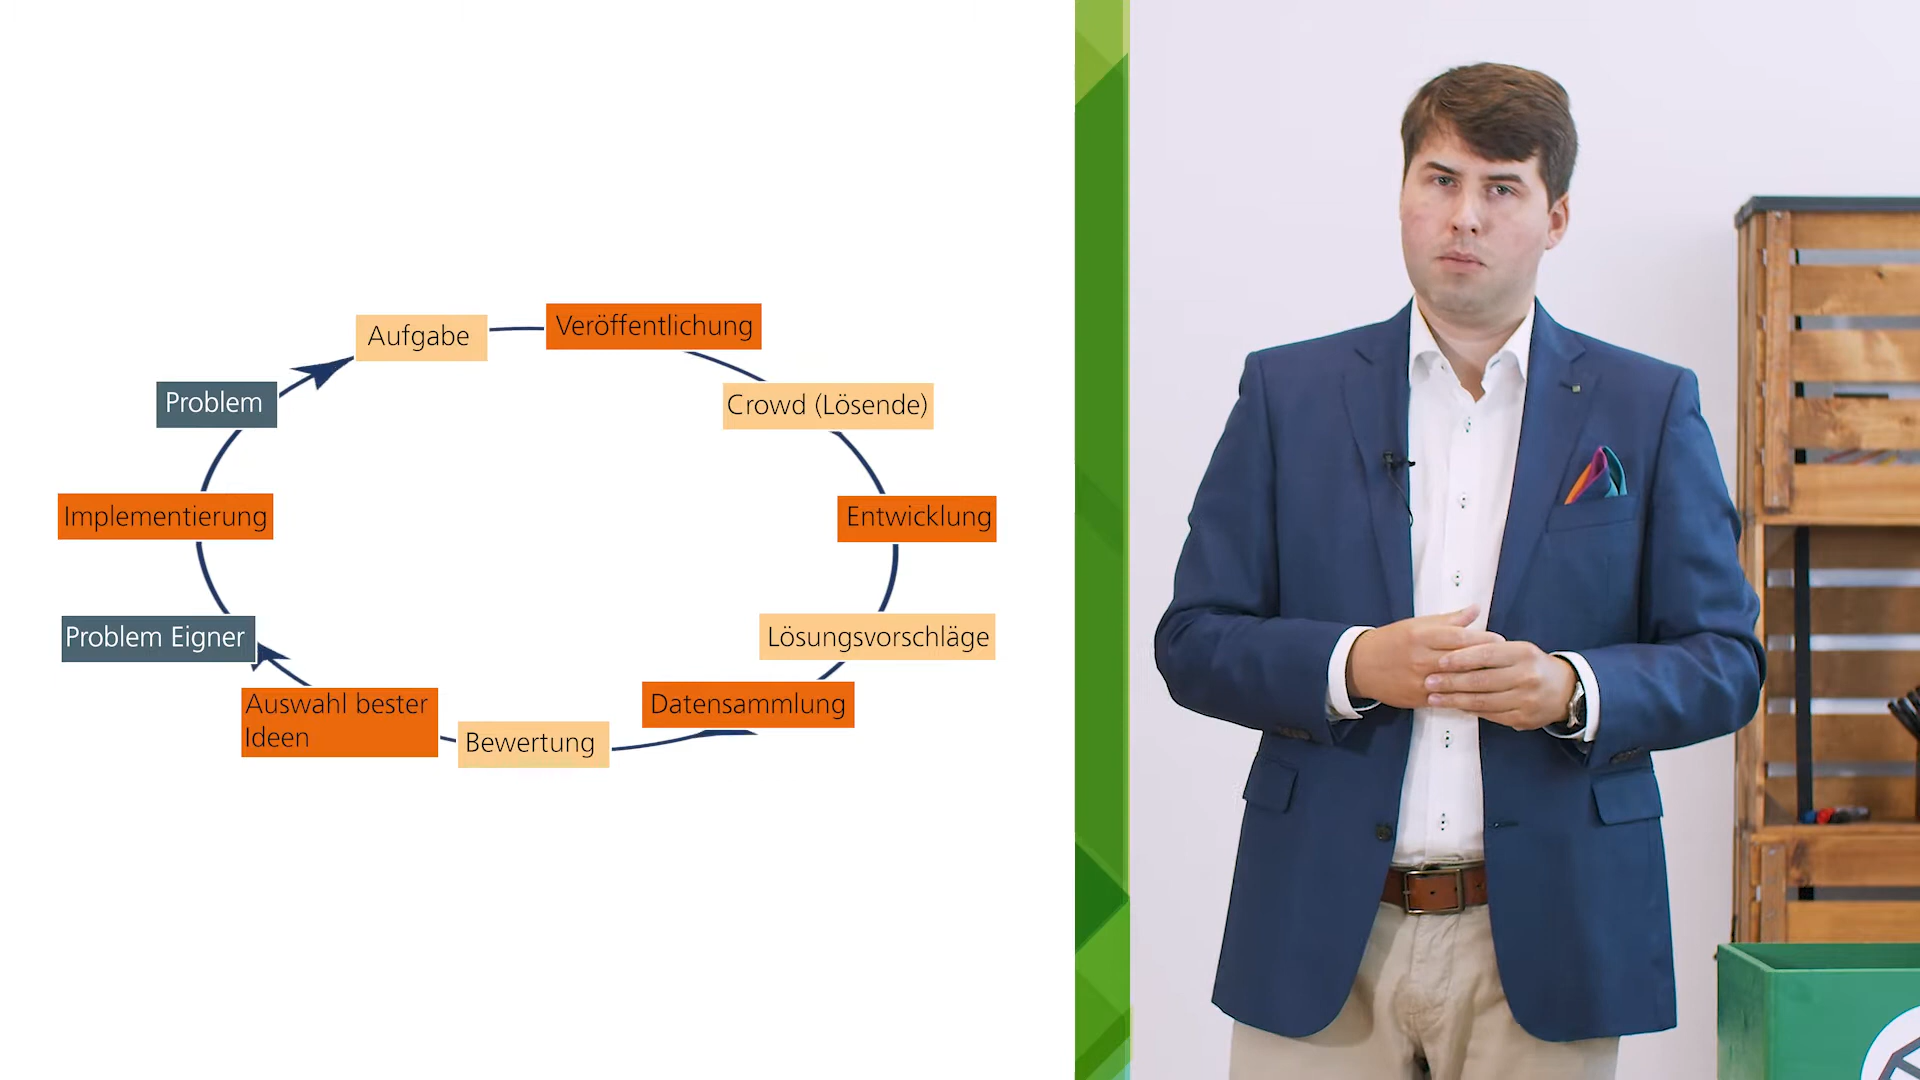 Aufgabe
Veröffentlichung
Problem
Crowd (Lösende)
Implementierung
Entwicklung
Problem Eigner
Lösungsvorschläge
Auswahl bester
Ideen
Datensammlung
Bewertung